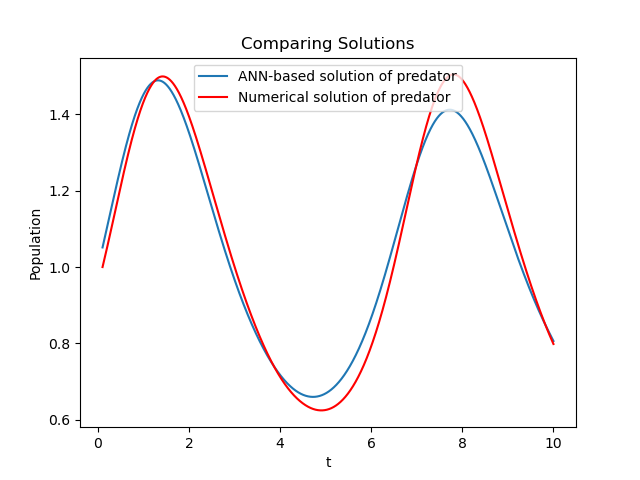 Comparing Solutions
ANN-based solution of predator
Numerical solution of predator
Population
1.4
1.2
1.0
0.8
0.6
0 2 4 6 8 10
t